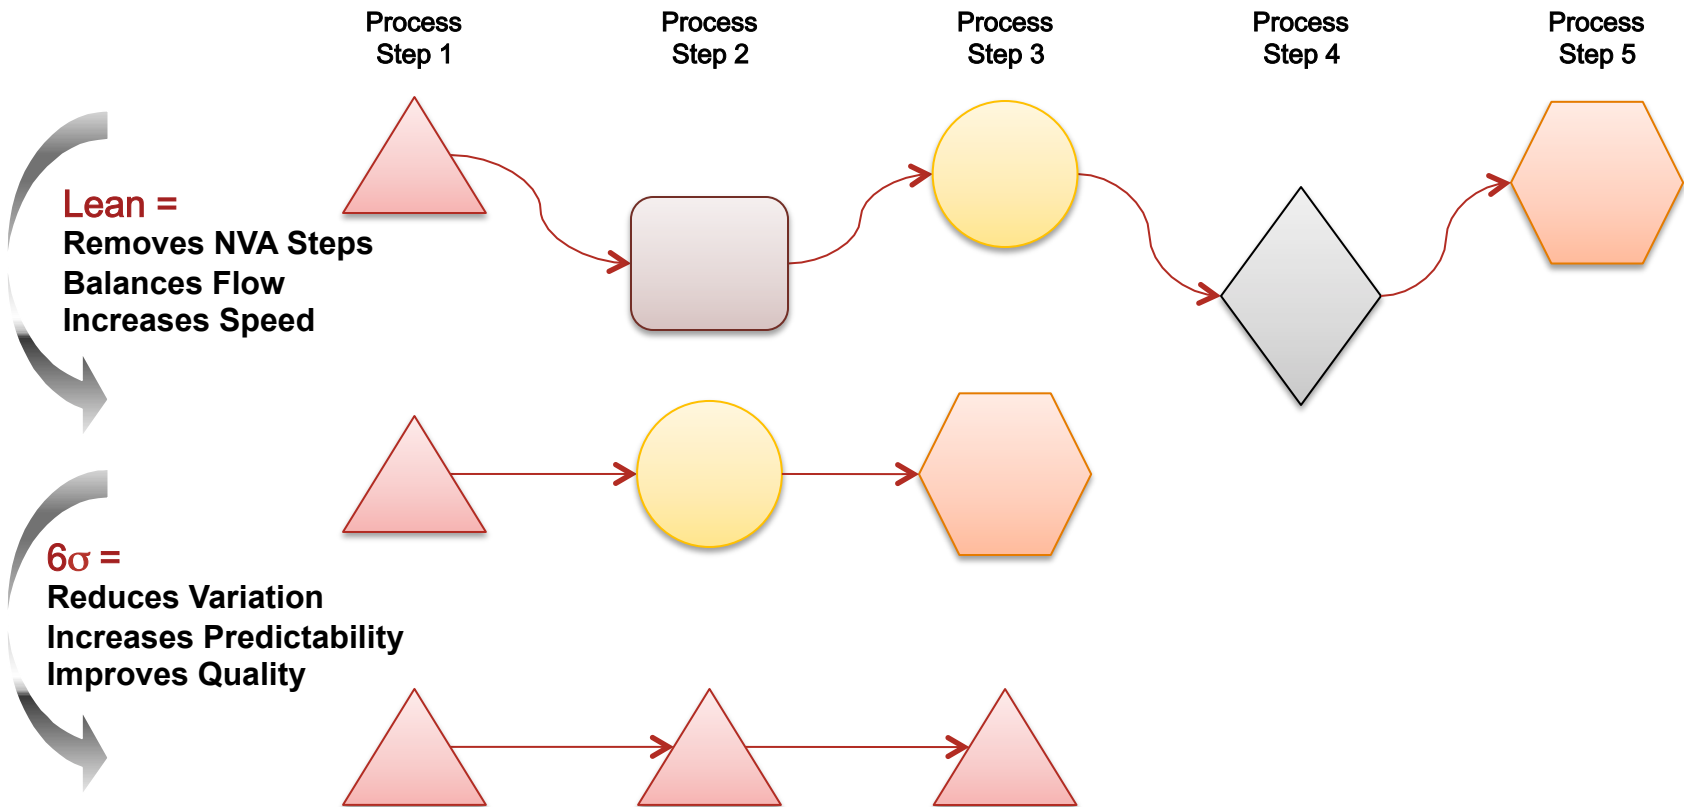 Process
Step 1
Process
Step 2
Process
Step 3
Process
Step 4
Process
Step 5
Lean =
Removes NVA Steps
Balances Flow
Increases Speed
6σ =
Reduces Variation
Increases Predictability
Improves Quality